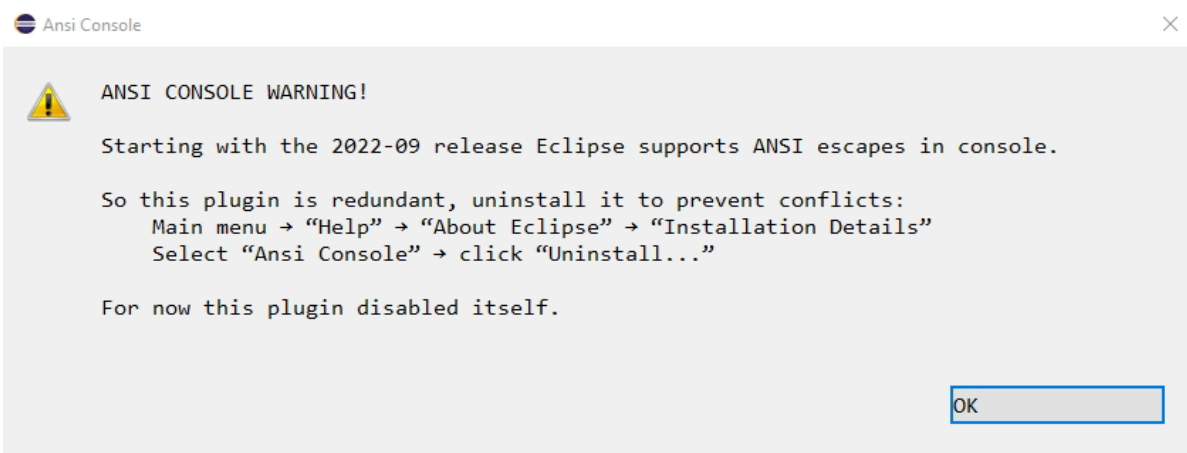 Ansi Console
ANSI CONSOLE WARNING!
Starting with the 2022-09 release Eclipse supports ANSI escapes in console.
So this plugin is redundant, uninstall it to prevent conflicts:
Main menu → “Help” → “About Eclipse” → “Installation Details”
Select “Ansi Console” → click “Uninstall...”
For now this plugin disabled itself.
OK